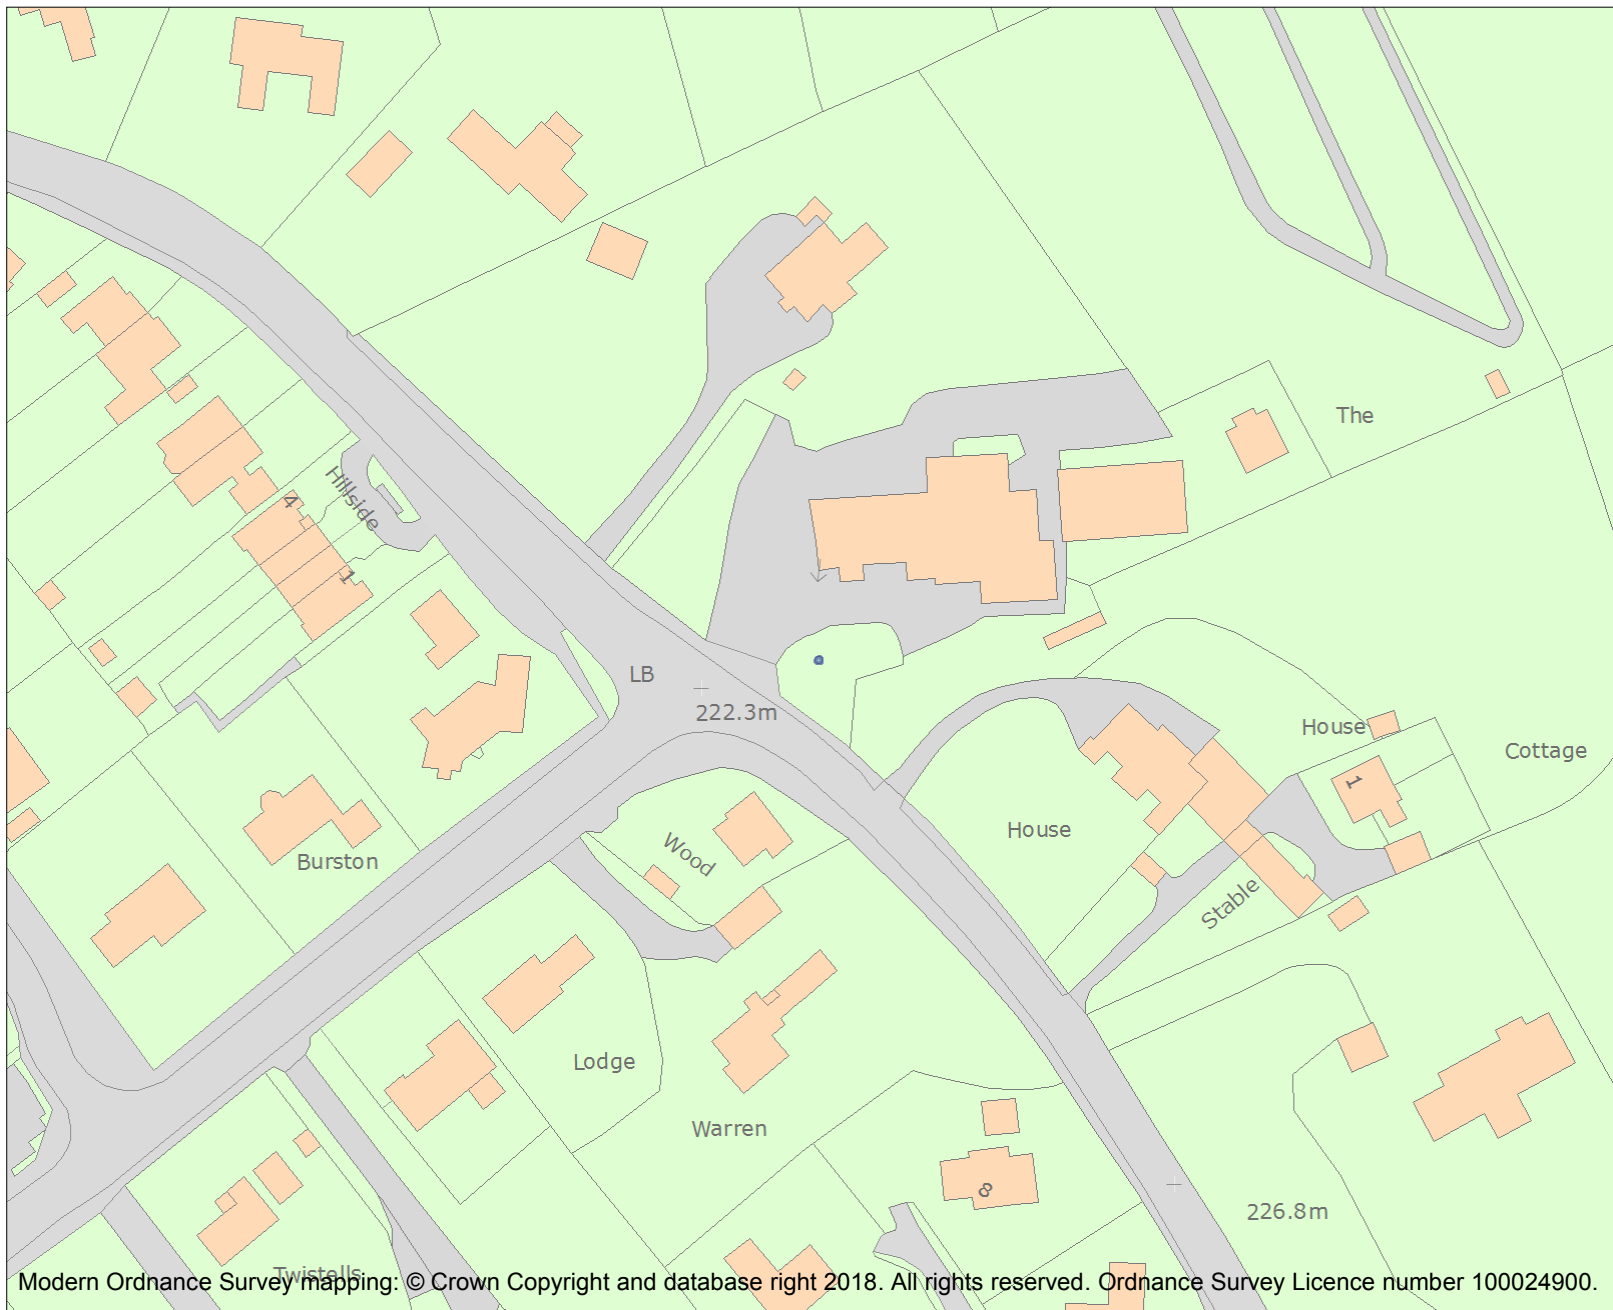 The
Hillside
4
1
LB
222.3m
House
Cottage
1
House
Burston
Wood
Stable
Lodge
Warren
8
226.8m
Twistells
Modern Ordnance Survey mapping: © Crown Copyright and database right 2018. All rights reserved. Ordnance Survey Licence number 100024900.